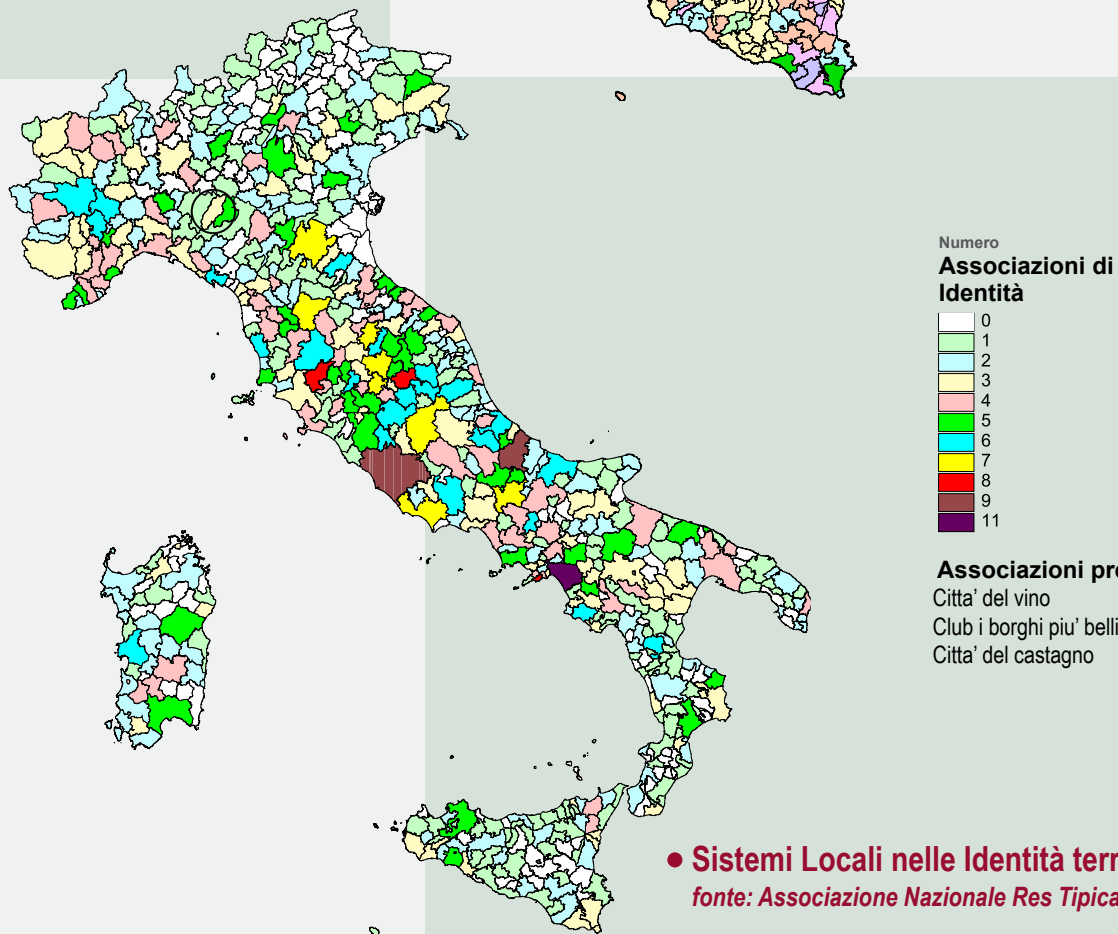 Numero
Associazioni di
Identità
0
1
2
3
4
5
6
7
8
9
11
Associazioni pre
Citta' del vino
Club i borghi piu' belli
Citta' del castagno
• Sistemi Locali nelle Identità terr
fonte: Associazione Nazionale Res Tipica